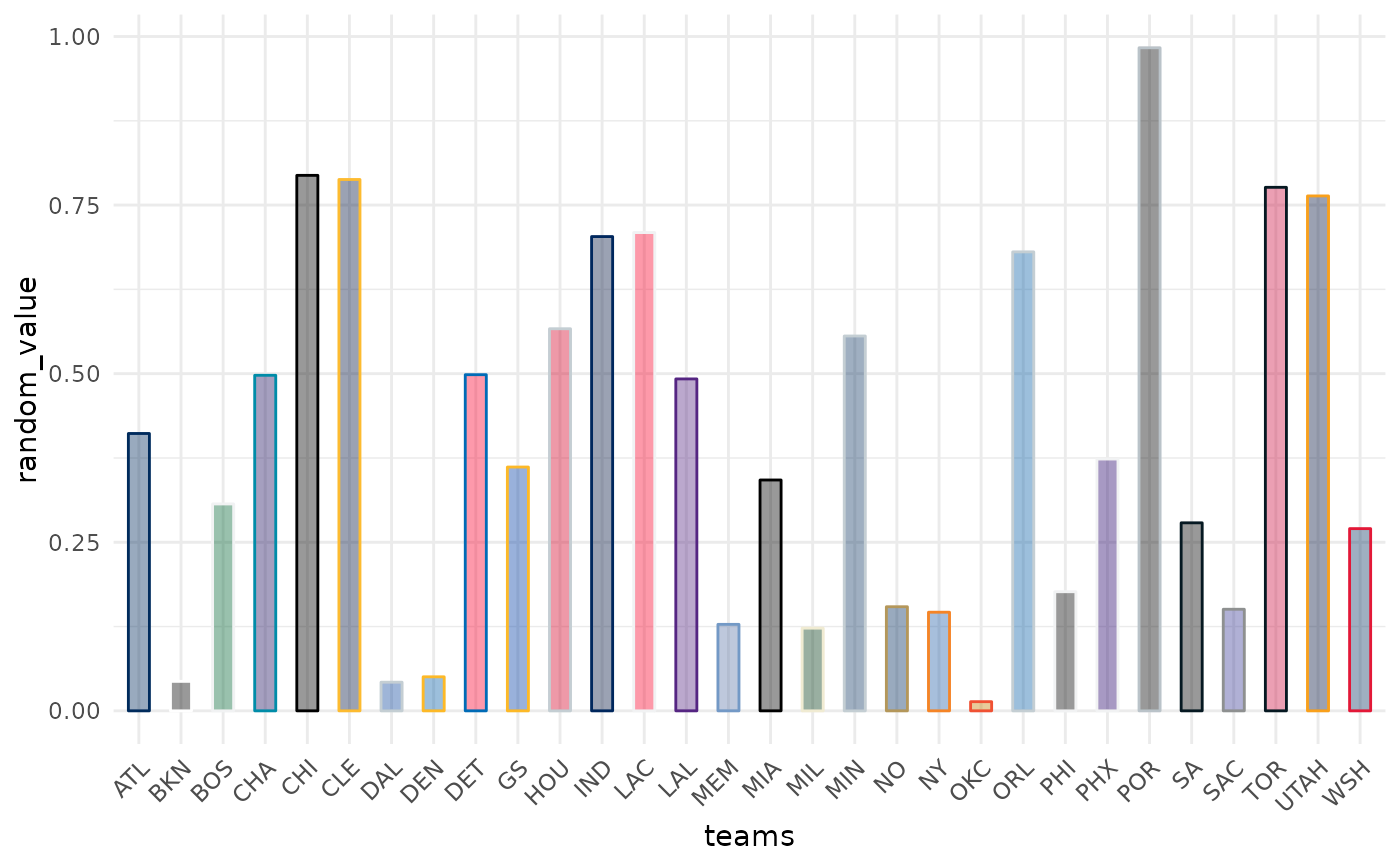 1.00
0.75
0.50
0.25
0.00
random_value
ATL BKN BOS CHA CHI CLE DAL DEN DET GS HOU IND LAC LAL MEM MIA MIL MIN NO NY OKC ORL PHI PHX POR SA SAC TOR UTAH WSH
teams